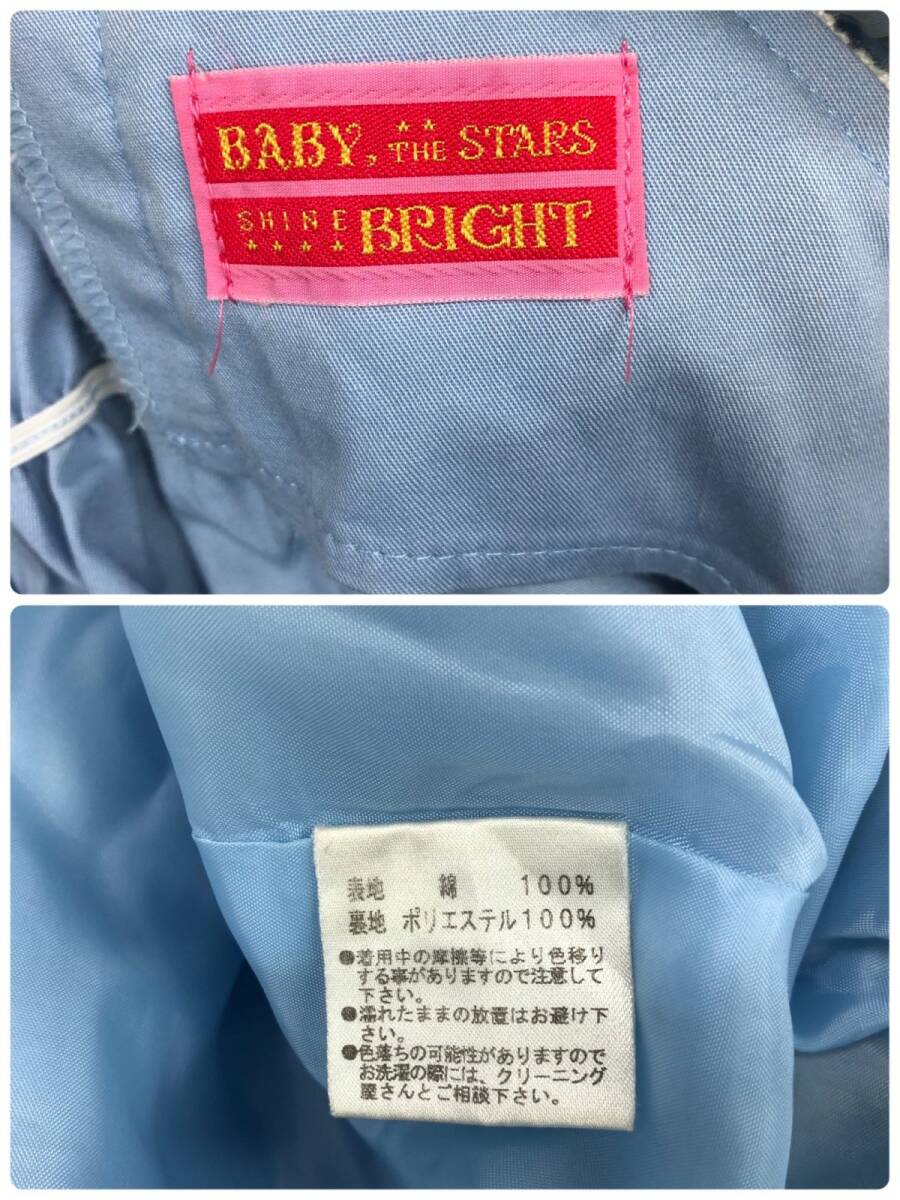 BABY, THE STARS
SHINE BRIGHT
表地 綿 100%
裏地 ポリエステル100%
●着用中の摩擦等により色移り
する事がありますので注意して
下さい。
●濡れたままの放置はお避け下
さい。
●色落ちの可能性がありますので
お洗濯の際には、クリーニング
屋さんとご相談下さい。